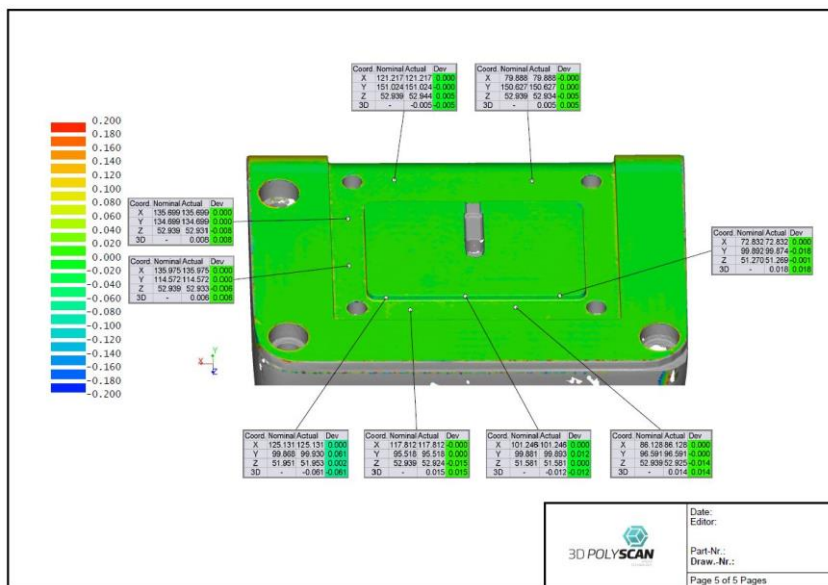 Coord. Nominal Actual Dev
X 121.217 121.217 0.000
Y 151.024 151.024 -0.000
Z 52.939 52.944 0.005
3D - -0.005 -0.005
Coord. Nominal Actual Dev
X 79.888 79.888 -0.000
Y 150.627 150.627 0.000
Z 52.939 52.934 -0.005
3D - 0.005 0.005
0.200
0.180
0.160
0.140
0.120
0.100
0.080
0.060
0.040
0.020
0.000
-0.000
-0.020
-0.040
-0.060
-0.080
-0.100
-0.120
-0.140
-0.160
-0.180
-0.200
Coord. Nominal Actual Dev
X 135.699 135.699 0.000
Y 134.699 134.699 0.000
Z 52.939 52.931 -0.008
3D - 0.008 0.008
Coord. Nominal Actual Dev
X 135.975 135.975 0.000
Y 114.572 114.572 0.000
Z 52.939 52.933 -0.006
3D - 0.006 0.006
Coord. Nominal Actual Dev
X 72.832 72.832 0.000
Y 99.892 99.874 -0.018
Z 51.270 51.269 -0.001
3D - 0.018 0.018
Y
X
Z
Coord. Nominal Actual Dev
X 125.131 125.131 0.000
Y 99.868 99.930 0.061
Z 51.951 51.953 0.002
3D - -0.061 -0.061
Coord. Nominal Actual Dev
X 117.812 117.812 -0.000
Y 95.518 95.518 0.000
Z 52.939 52.924 -0.015
3D - 0.015 0.015
Coord. Nominal Actual Dev
X 101.246 101.246 0.000
Y 99.881 99.893 0.012
Z 51.581 51.581 0.000
3D - -0.012 -0.012
Coord. Nominal Actual Dev
X 86.128 86.128 0.000
Y 96.591 96.591 -0.000
Z 52.939 52.925 -0.014
3D - 0.014 0.014
3D POLYSCAN
Date:
Editor:
Part-Nr.:
Draw.-Nr.:
Page 5 of 5 Pages